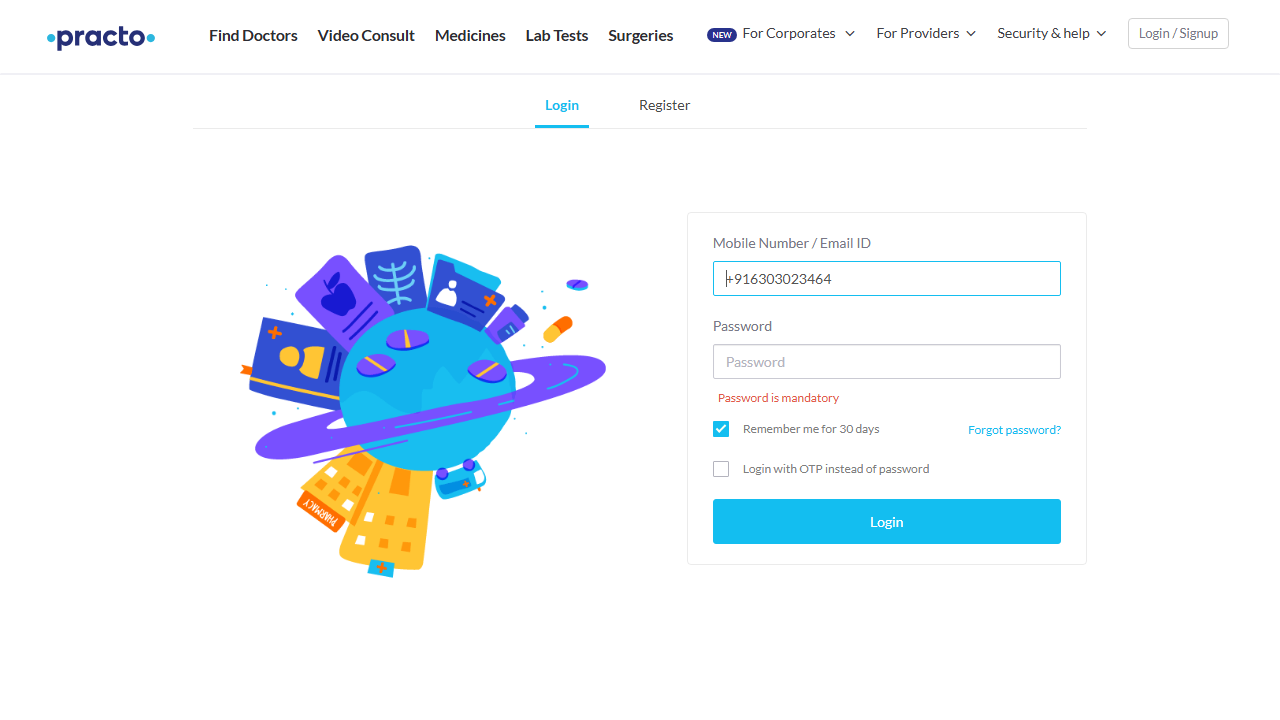 practo
Find Doctors
Video Consult
Medicines
Lab Tests
Surgeries
NEW For Corporates
For Providers
Security & help
Login / Signup
Login
Register
Mobile Number / Email ID
+916303023464
Password
Password
Password is mandatory
Remember me for 30 days
Forgot password?
Login with OTP instead of password
Login
PHARMACY